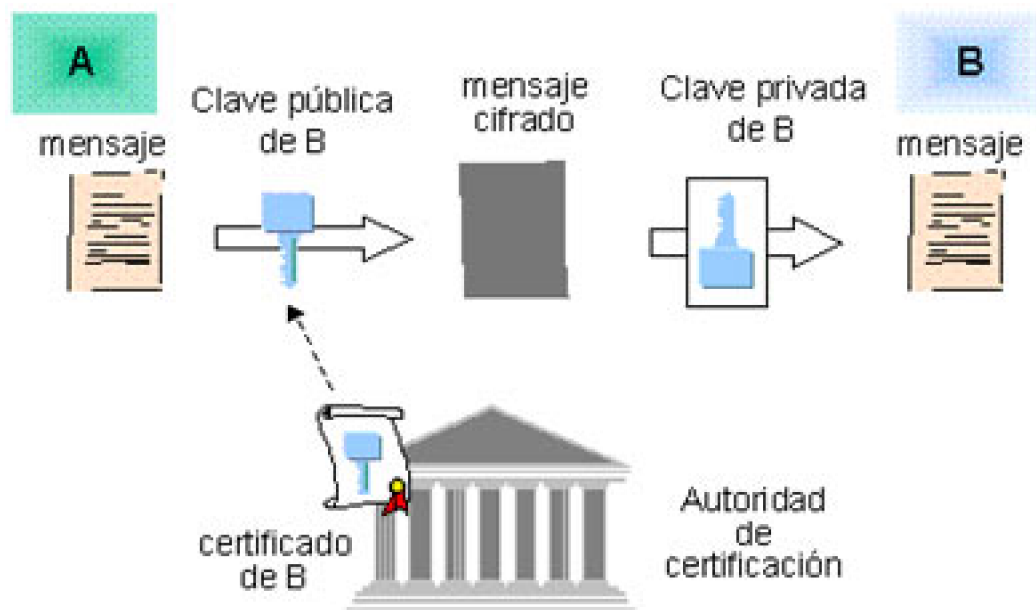 A
B
mensaje
Clave pública
de B
mensaje
cifrado
Clave privada
de B
mensaje
certificado
de B
Autoridad
de
certificación